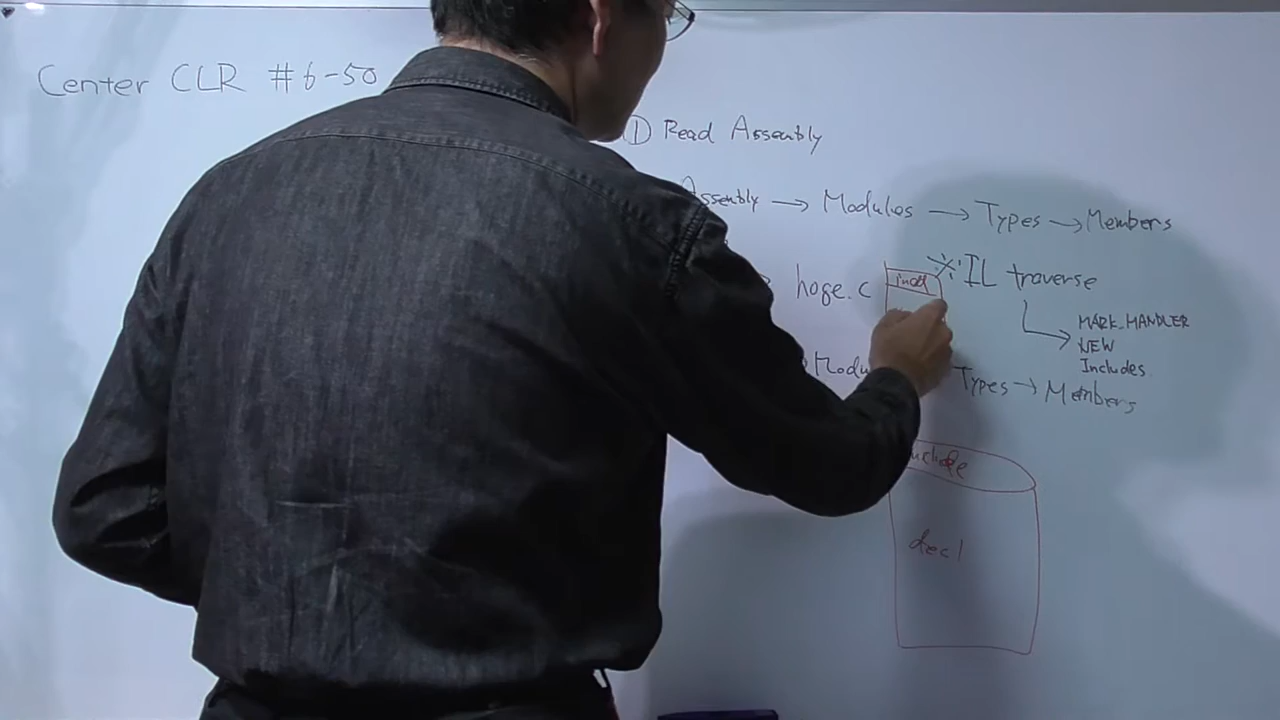 Center CLR #6-50
① Read Assembly
Assembly → Modules → Types → Members
hoge.c
※ IL traverse
MARK_HANDLER
NEW
Includes
Types → Members
include
decl